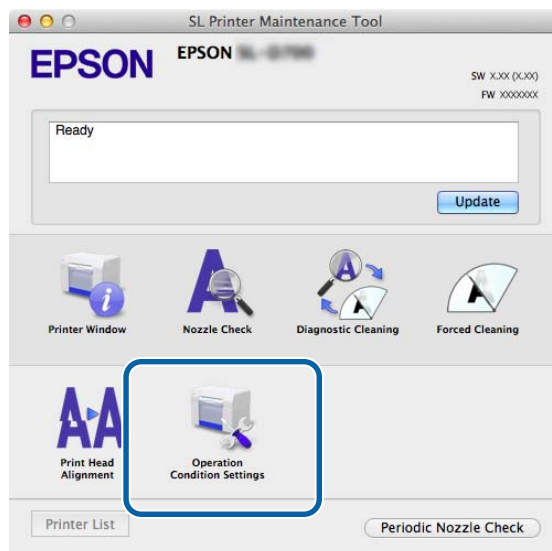 SL Printer Maintenance Tool
EPSON
EPSON
SW X.XX (X.XX)
FW XXXXXXX
Ready
Update
Printer Window
Nozzle Check
Diagnostic Cleaning
Forced Cleaning
Print Head
Alignment
Operation
Condition Settings
Printer List
Periodic Nozzle Check